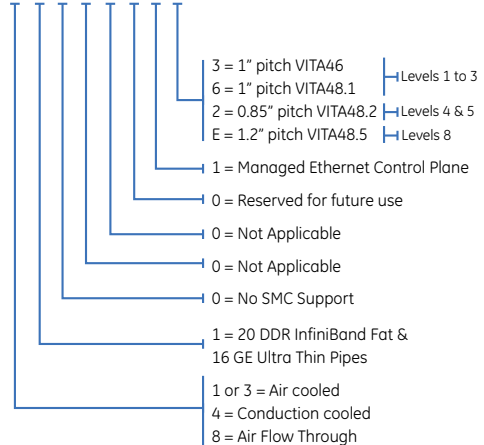 3 = 1” pitch VITA46
6 = 1” pitch VITA48.1
Levels 1 to 3
2 = 0.85” pitch VITA48.2
Levels 4 & 5
E = 1.2” pitch VITA48.5
Levels 8
1 = Managed Ethernet Control Plane
0 = Reserved for future use
0 = Not Applicable
0 = Not Applicable
0 = No SMC Support
1 = 20 DDR InfiniBand Fat &
16 GE Ultra Thin Pipes
1 or 3 = Air cooled
4 = Conduction cooled
8 = Air Flow Through